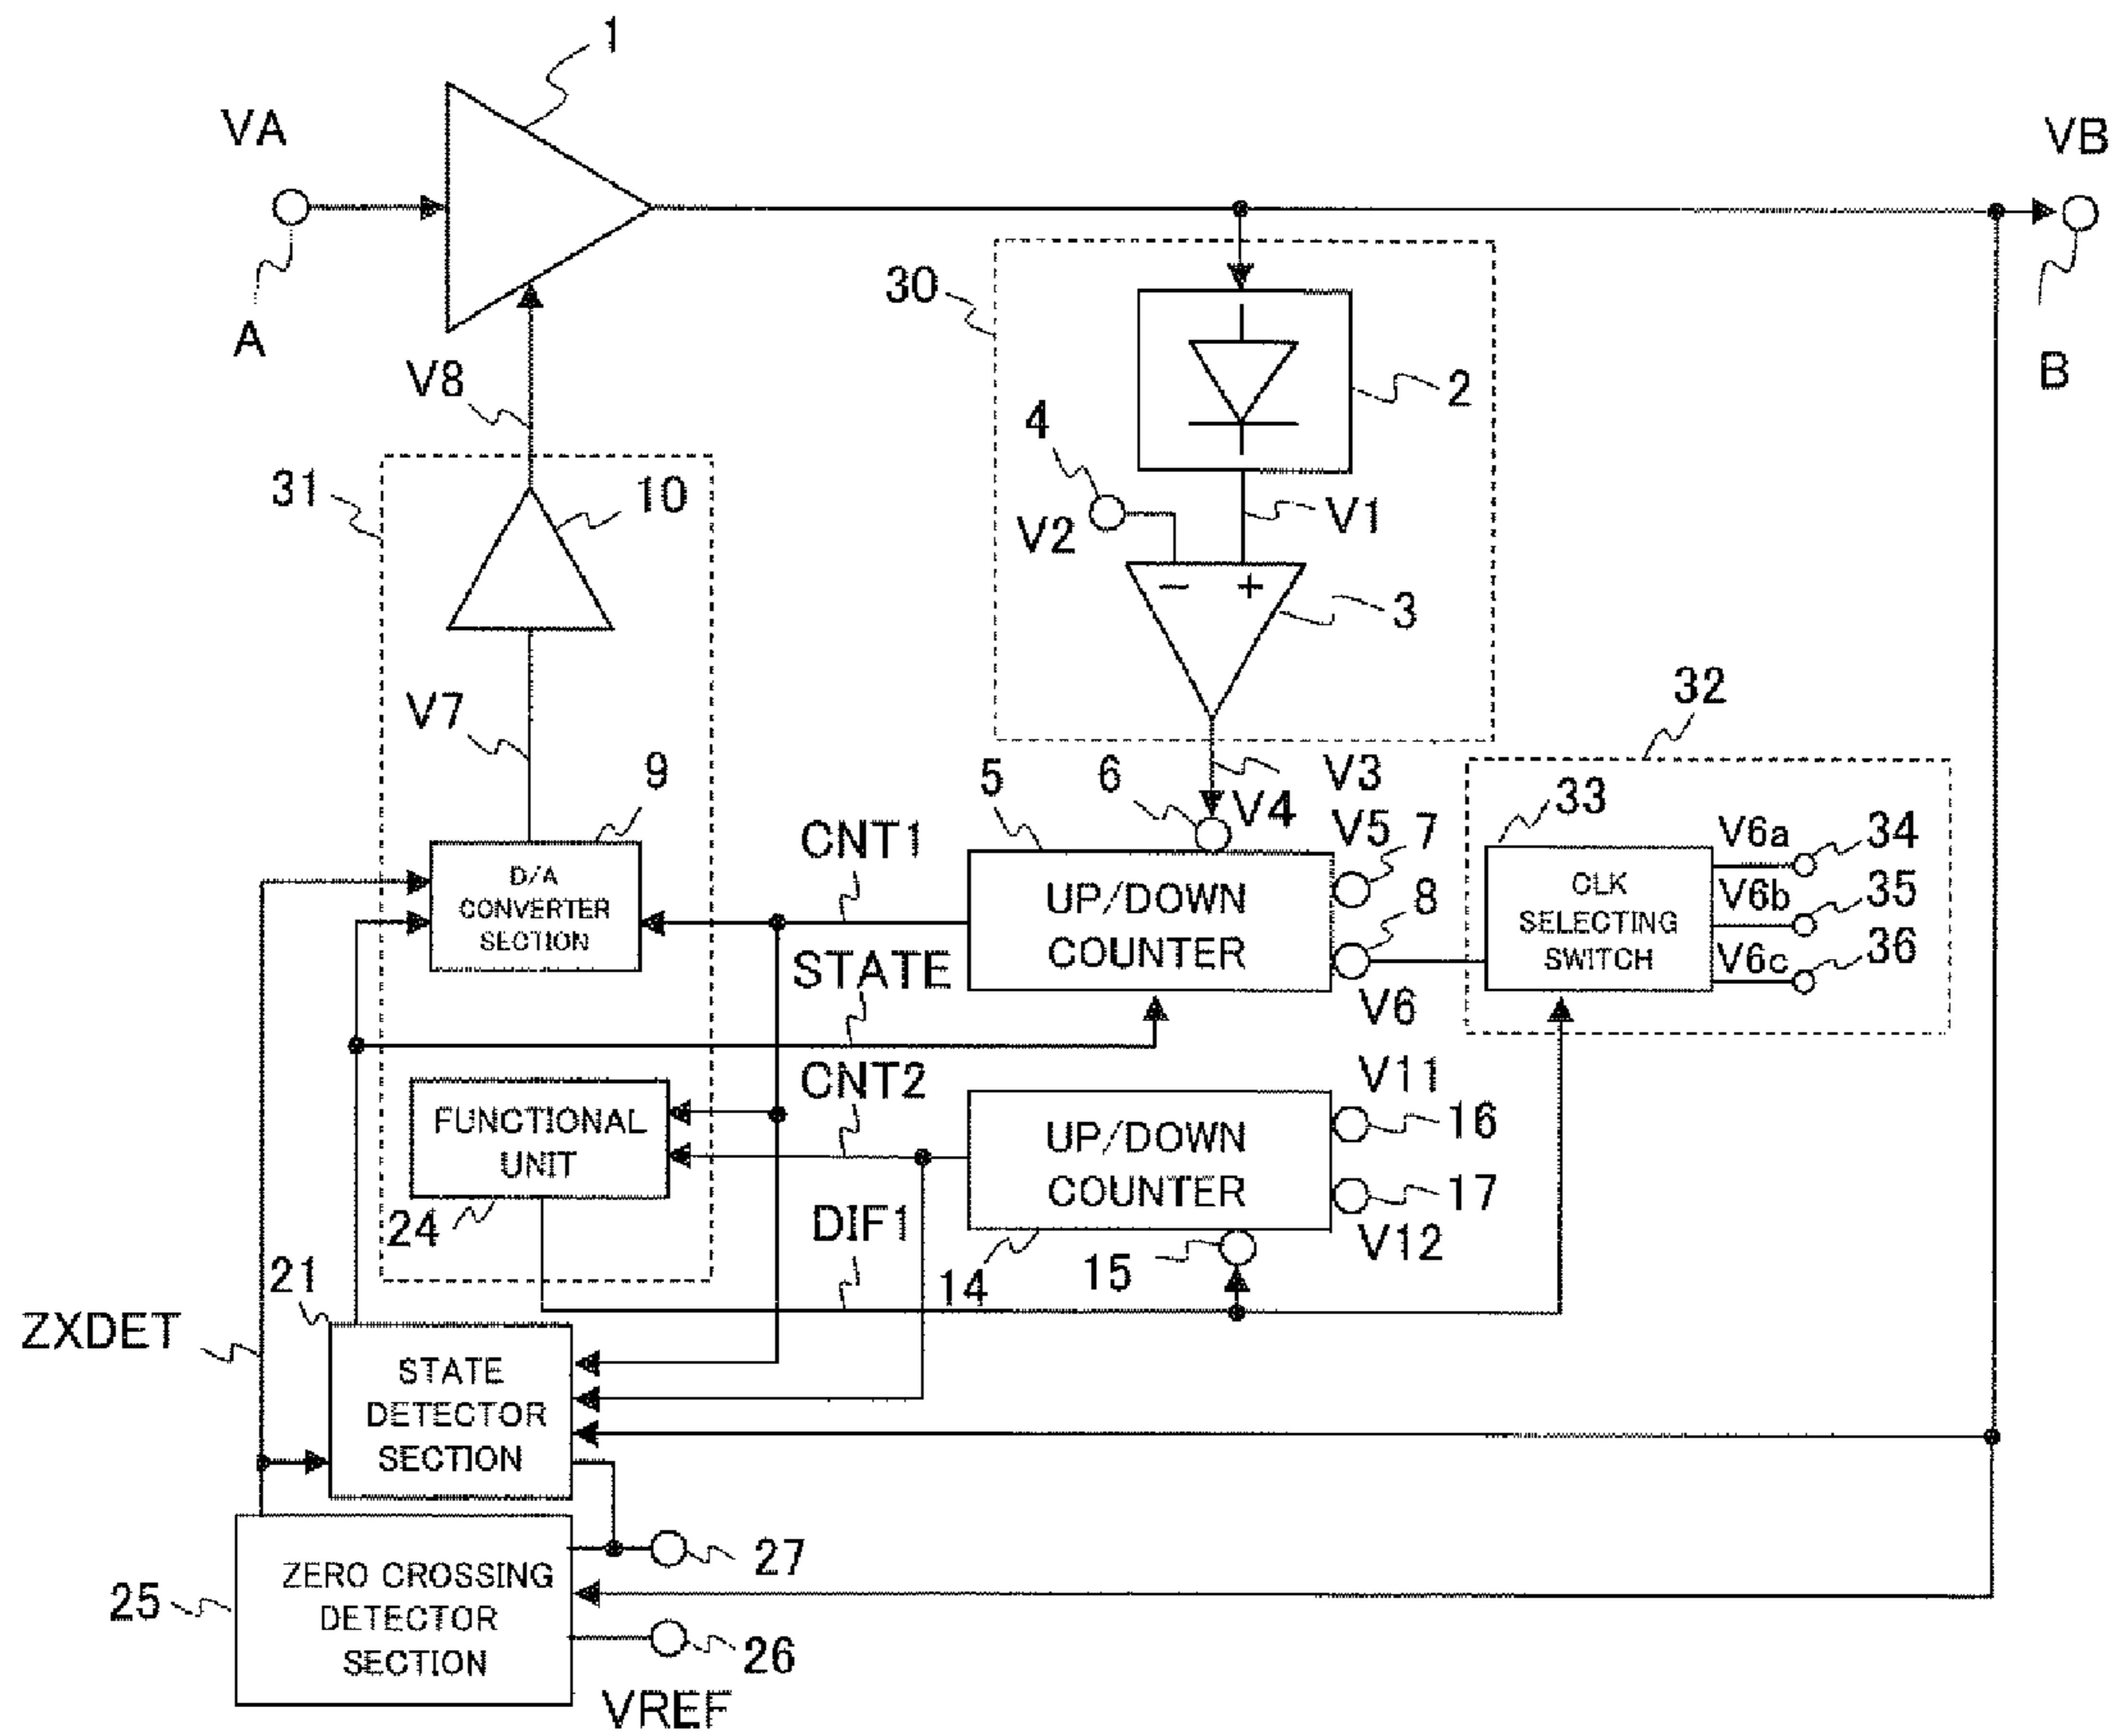 1
VA
VB
A
B
30
2
V8
4
31
10
V2
V1
− +
3
V7
32
9
5
6
V3
V4
33
V5
7
V6a
34
CNT1
D/A
CONVERTER
SECTION
UP/DOWN
COUNTER
8
CLK
SELECTING
SWITCH
V6b
35
V6c
36
STATE
V6
CNT2
V11
FUNCTIONAL
UNIT
UP/DOWN
COUNTER
16
17
24
DIF1
V12
21
14
15
ZXDET
STATE
DETECTOR
SECTION
27
25
ZERO CROSSING
DETECTOR
SECTION
26
VREF